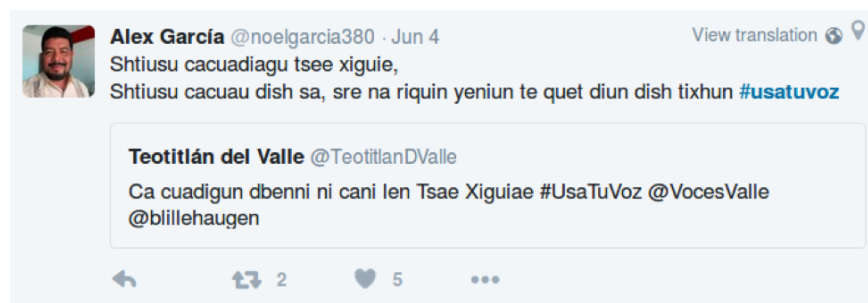 Alex García @noelgarcia380 · Jun 4 View translation
Shtiusu cacuadiagu tsee xiguie,
Shtiusu cacuau dish sa, sre na riquin yeniun te quet diun dish tixhun #usatuvoz
Teotitlán del Valle @TeotitlanDValle
Ca cuadigun dbenni ni cani len Tsae Xiguiae #UsaTuVoz @VocesValle
@blillehaugen
2 5